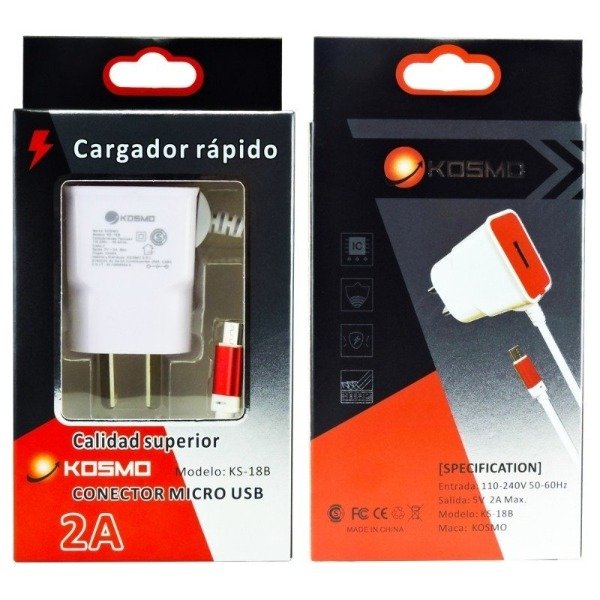 Cargador rápido
KOSMO
Calidad superior
KOSMO
Modelo: KS-18B
CONECTOR MICRO USB
2A
KOSMO
IC
[SPECIFICATION]
Entrada: 110-240V 50-60Hz
Salida: 5V 2A Max.
Modelo: KS-18B
Maca: KOSMO
MADE IN CHINA